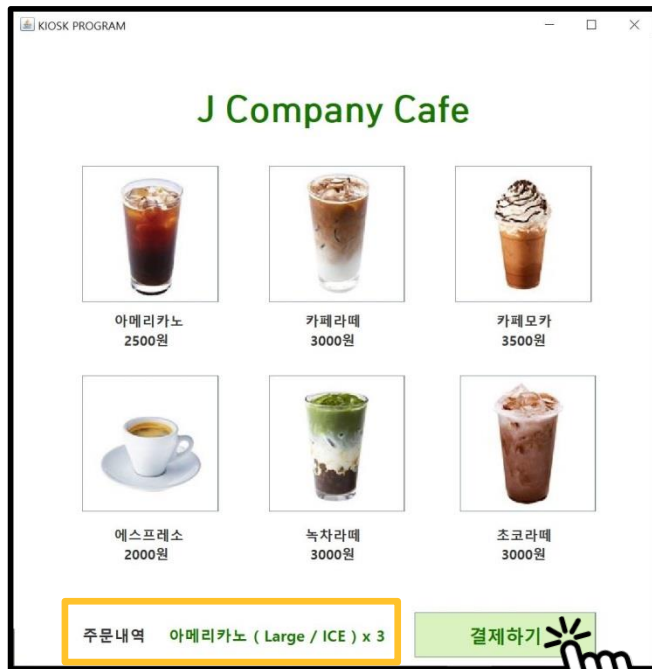 KIOSK PROGRAM
J Company Cafe
아메리카노 카페라떼 카페모카
2500원 3000원 3500원
에스프레소 녹차라떼 초코라떼
2000원 3000원 3000원
주문내역 아메리카노 ( Large / ICE ) x 3 결제하기